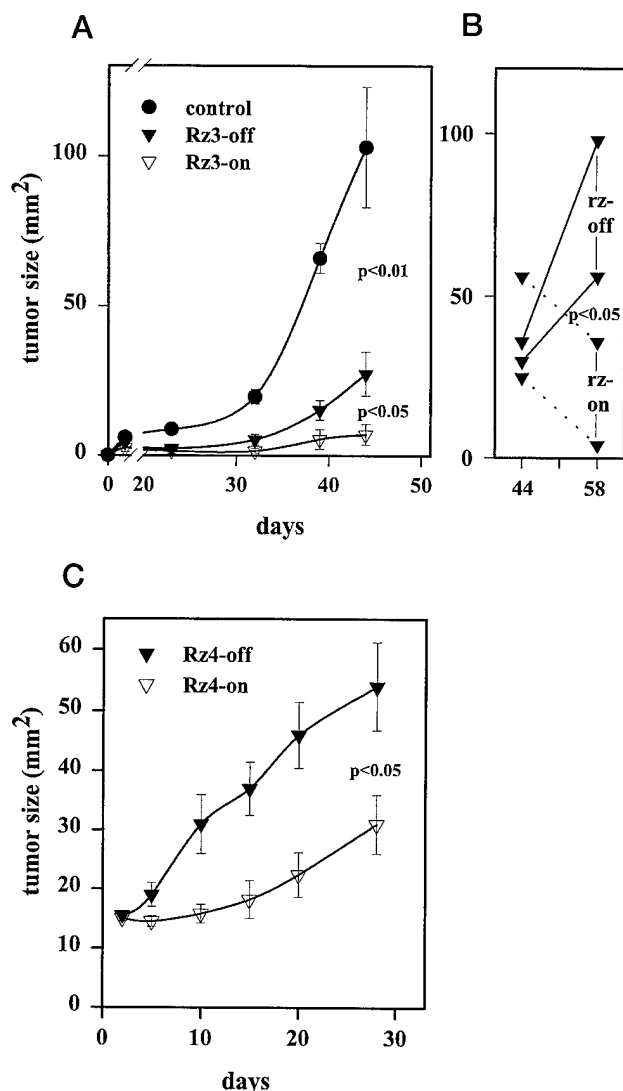 A
B
control
Rz3-off
Rz3-on
100
50
0
tumor size (mm²)
p<0.01
p<0.05
0
20
30
40
50
days
100
50
0
rz-
off
p<0.05
rz-
on
44
58
C
60
50
40
30
20
10
0
tumor size (mm²)
Rz4-off
Rz4-on
p<0.05
0
10
20
30
days